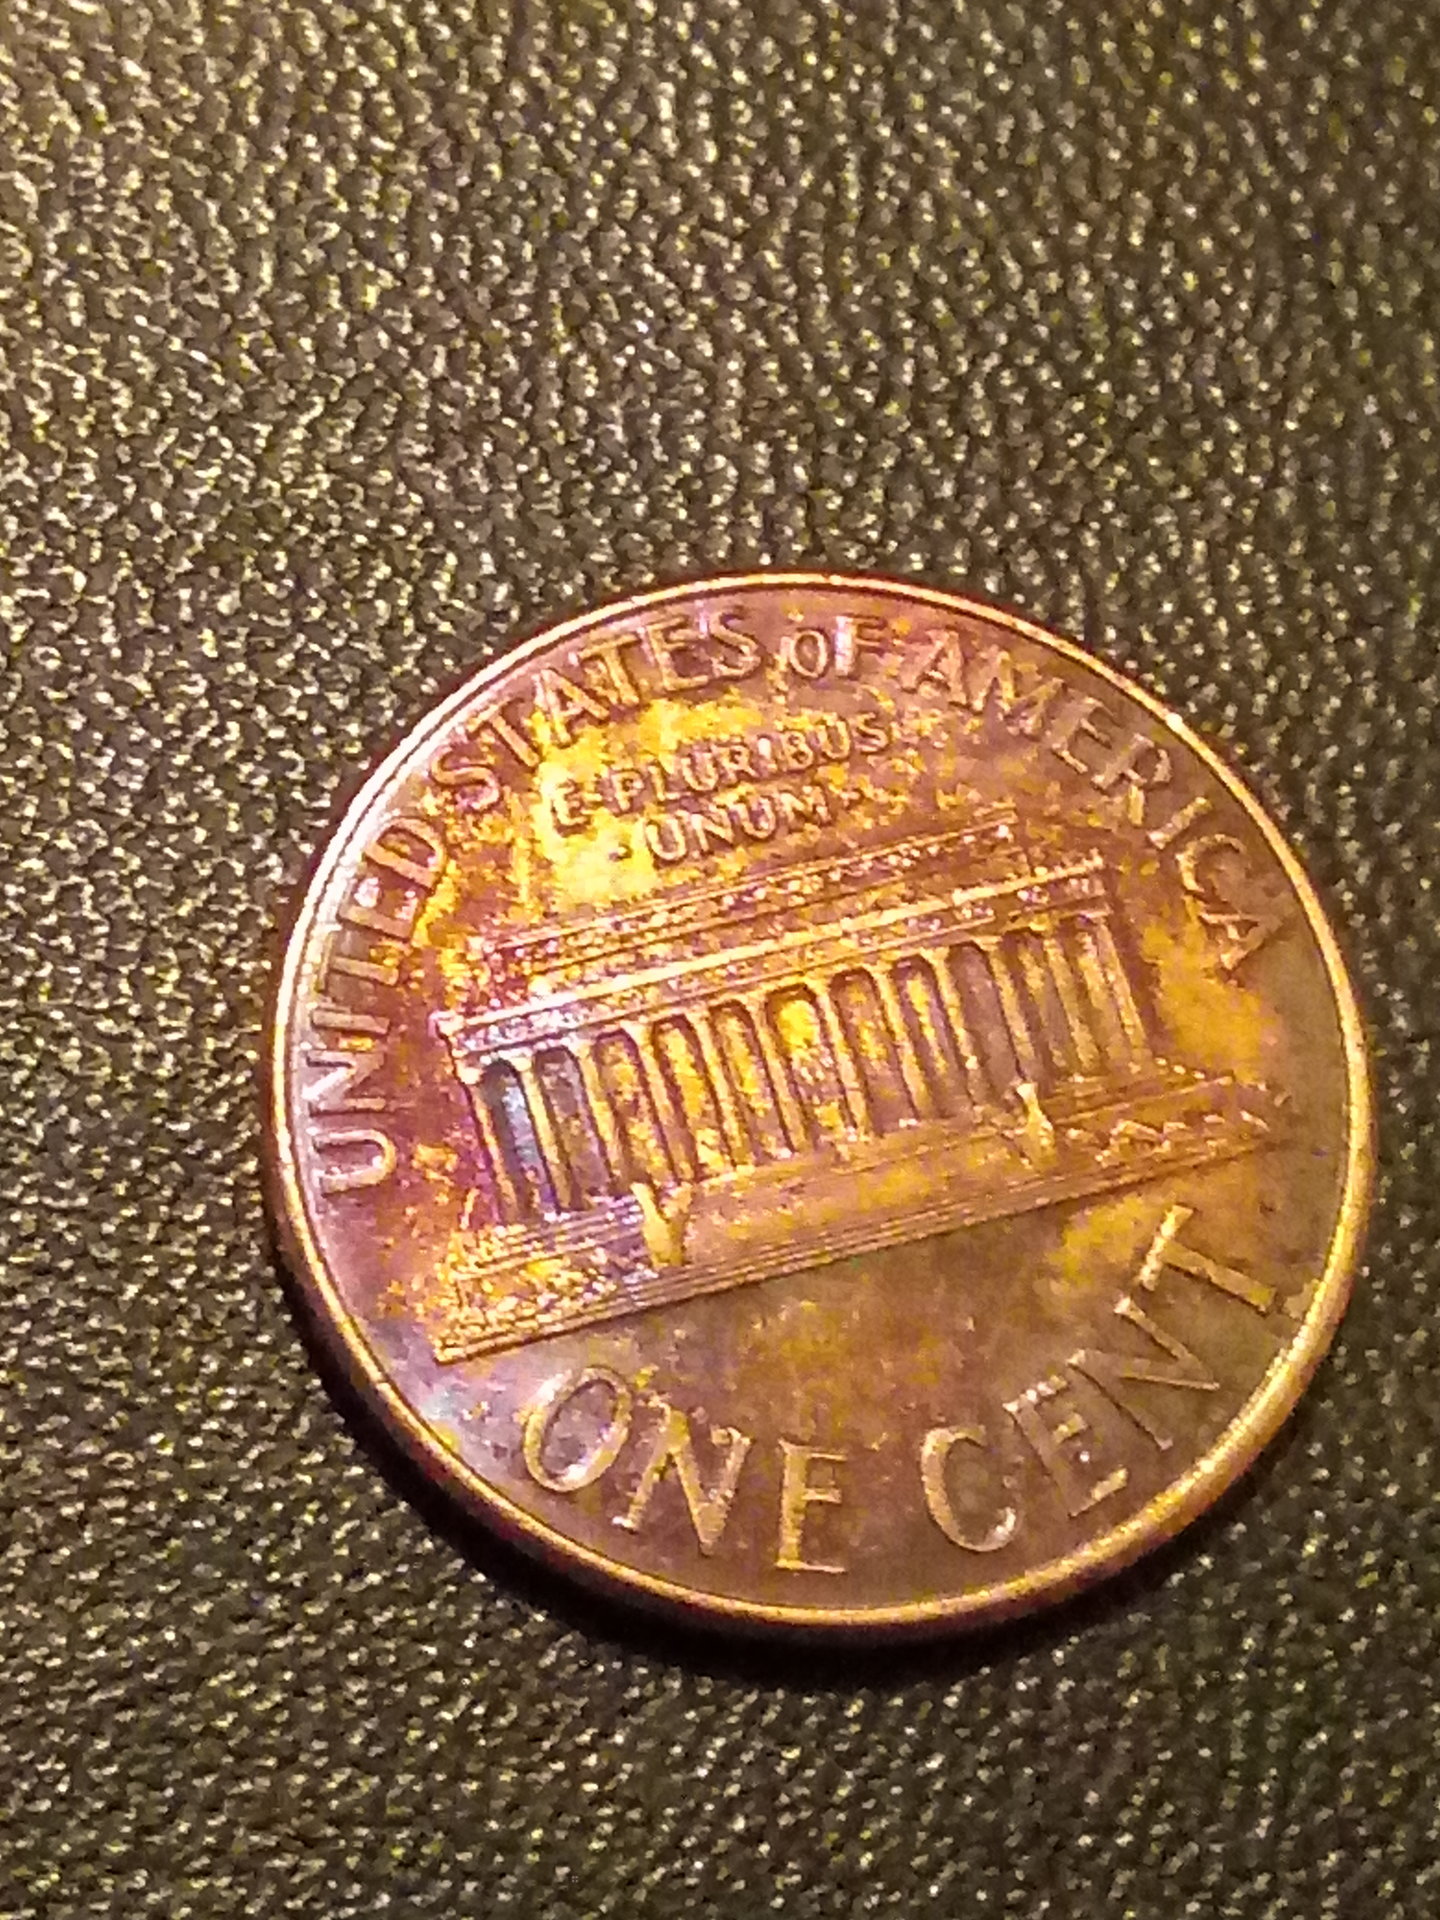 UNITED STATES OF AMERICA
E·PLURIBUS
·UNUM·
ONE CENT